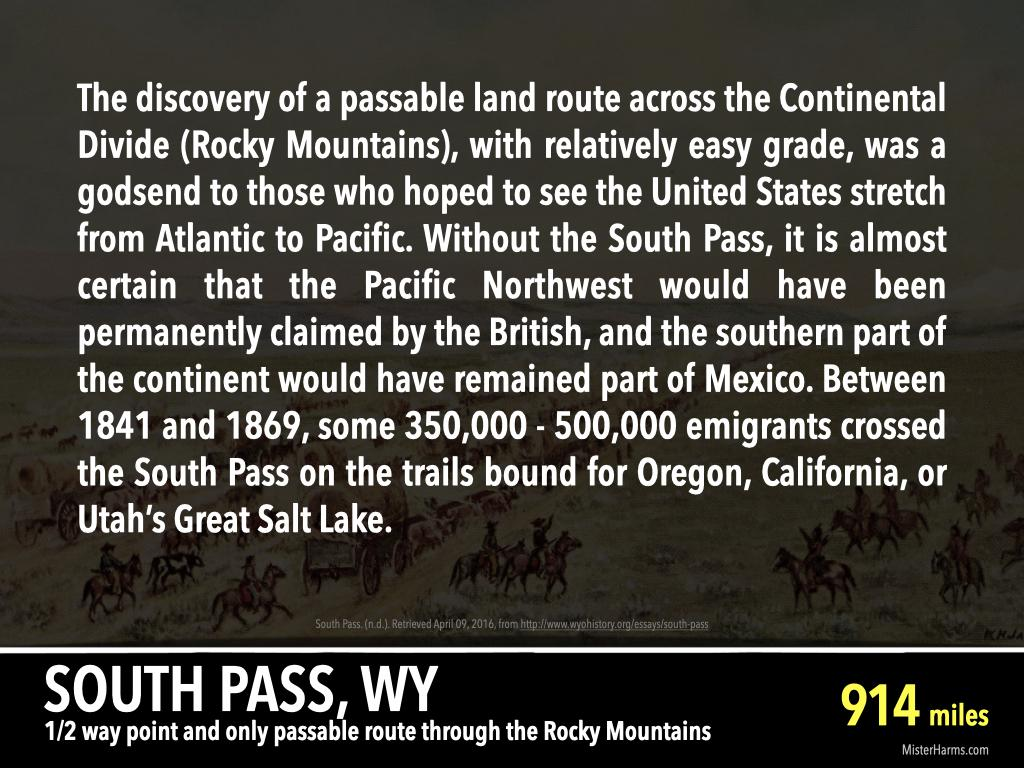 The discovery of a passable land route across the Continental
Divide (Rocky Mountains), with relatively easy grade, was a
godsend to those who hoped to see the United States stretch
from Atlantic to Pacific. Without the South Pass, it is almost
certain that the Pacific Northwest would have been
permanently claimed by the British, and the southern part of
the continent would have remained part of Mexico. Between
1841 and 1869, some 350,000 - 500,000 emigrants crossed
the South Pass on the trails bound for Oregon, California, or
Utah's Great Salt Lake.
South Pass. (n.d.). Retrieved April 09, 2016, from http://www.wyohistory.org/essays/south-pass
SOUTH PASS, WY
1/2 way point and only passable route through the Rocky Mountains
914 miles
MisterHarms.com